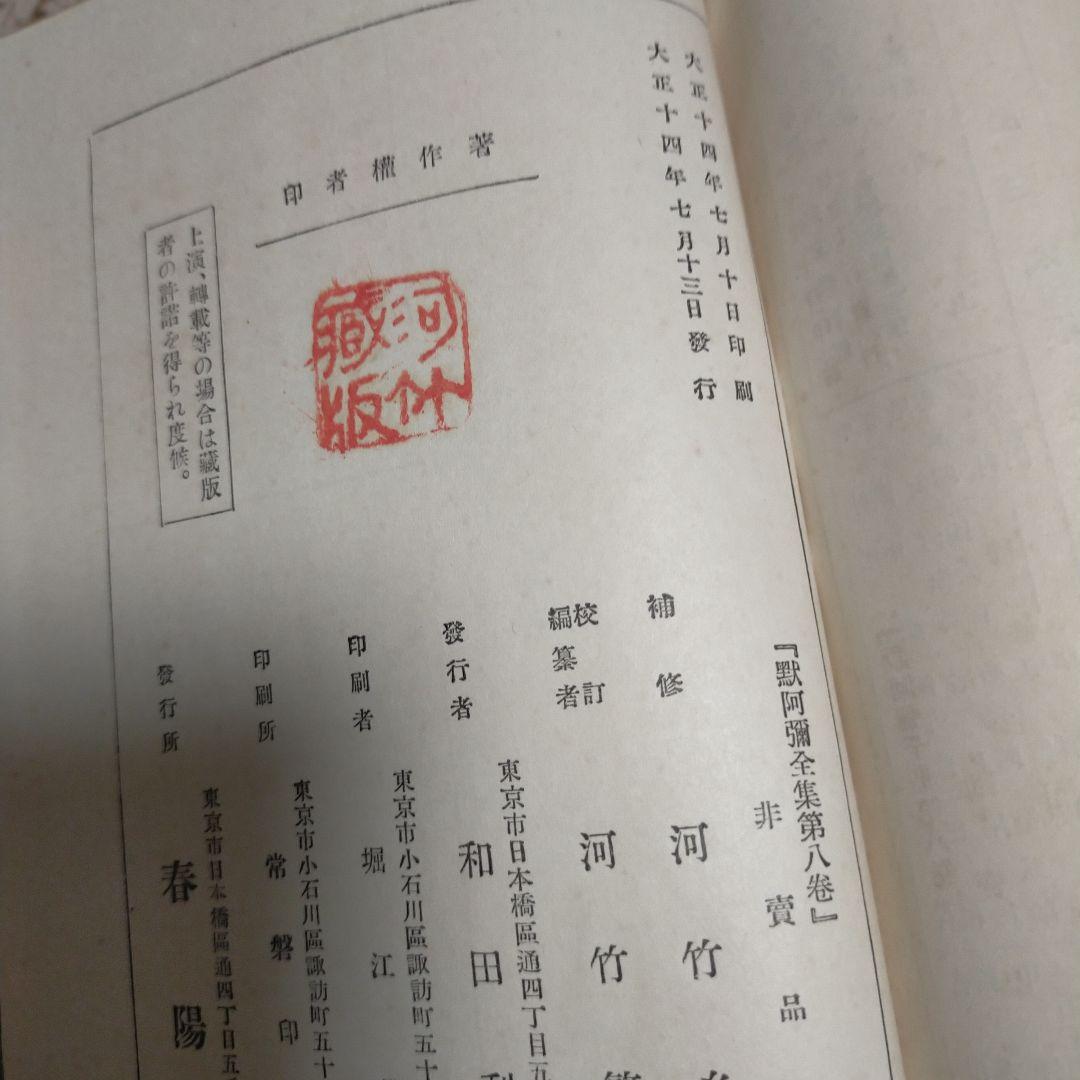 大正十四年七月十日印刷
大正十四年七月十三日發行
著作權者印
河竹藏版
上演、轉載等の場合は藏版
者の許諾を得られ度候。
『默阿彌全集第八卷』
非賣品
補修
河竹
校訂
編纂者
河竹
發行者
東京市日本橋區通四丁目五
和田
印刷者
東京市小石川區諏訪町五十
堀江
印刷所
東京市小石川區諏訪町五十
常磐印
發行所
東京市日本橋區通四丁目五
春陽